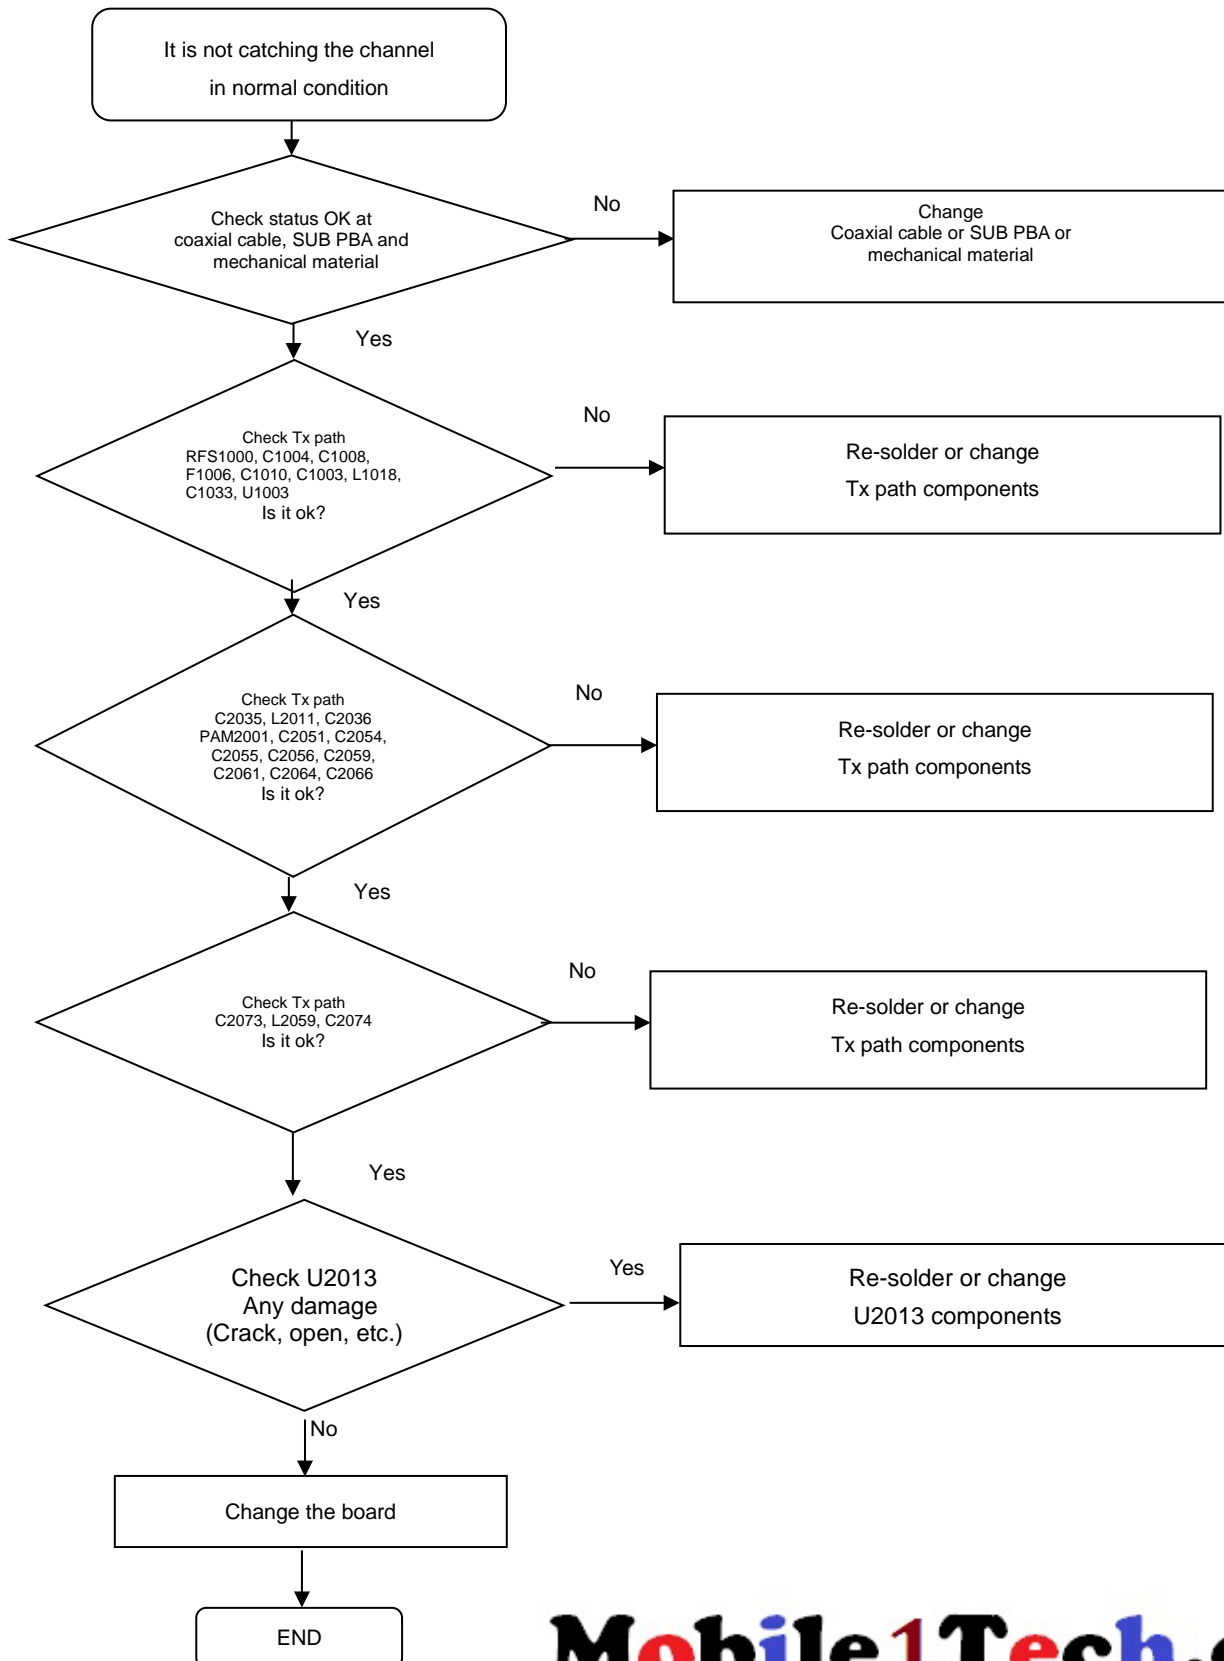 It is not catching the channel
in normal condition
Check status OK at
coaxial cable, SUB PBA and
mechanical material
No
Change
Coaxial cable or SUB PBA or
mechanical material
Yes
Check Tx path
RFS1000, C1004, C1008,
F1006, C1010, C1003, L1018,
C1033, U1003
Is it ok?
No
Re-solder or change
Tx path components
Yes
Check Tx path
C2035, L2011, C2036
PAM2001, C2051, C2054,
C2055, C2056, C2059,
C2061, C2064, C2066
Is it ok?
No
Re-solder or change
Tx path components
Yes
Check Tx path
C2073, L2059, C2074
Is it ok?
No
Re-solder or change
Tx path components
Yes
Check U2013
Any damage
(Crack, open, etc.)
Yes
Re-solder or change
U2013 components
No
Change the board
END
Mobile1Tech.